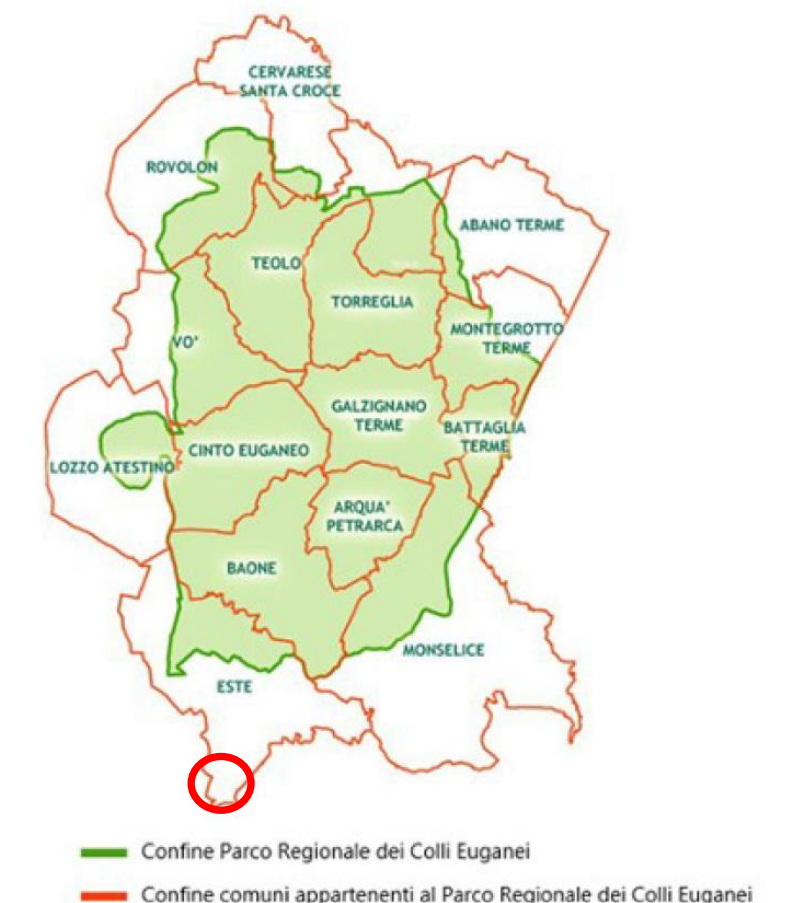 CERVARESE
SANTA CROCE
ROVOLON
ABANO TERME
TEOLO
TORREGLIA
VO'
MONTEGROTTO
TERME
GALZIGNANO
TERME
BATTAGLIA
TERME
CINTO EUGANEO
LOZZO ATESTINO
ARQUA'
PETRARCA
BAONE
MONSELICE
ESTE
Confine Parco Regionale dei Colli Euganei
Confine comuni appartenenti al Parco Regionale dei Colli Euganei